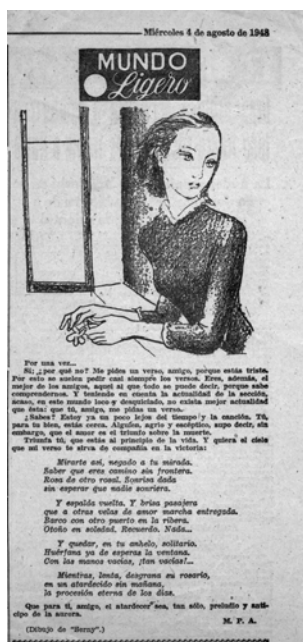 Miércoles 4 de agosto de 1948
MUNDO
Ligero
Por una vez...
Sí; ¿por qué no? Me pides un verso, amigo, porque estás triste.
Por esto se suelen pedir casi siempre los versos. Eres, además, el
mejor de los amigos, aquel al que todo se puede decir, porque sabe
comprendernos. Y teniendo en cuenta la actualidad de la sección,
acaso, en este mundo loco y desquiciado, no exista mejor actualidad
que ésta: que tú, amigo, me pidas un verso.
¿Sabes? Estoy ya un poco lejos del tiempo y la canción. Tú,
para tu bien, estás cerca. Alguien, agrio y escéptico, supo decir, sin
embargo, que el amor es el triunfo sobre la muerte.
Triunfa tú, que estás al principio de la vida. Y quiera el cielo
que mi verso te sirva de compañía en la victoria:
Mirarte así, negado a tu mirada.
Saber que eres camino sin frontera.
Rosa de otro rosal. Sonrisa dada
sin esperar que nadie sonriera.
Y espalda vuelta. Y brisa pasajera
que a otras velas de amor marcha entregada.
Barco con otro puerto en la ribera.
Otoño en soledad, Recuerdo. Nada...
Y quedar, en tu anhelo, solitario.
Huérfana ya de esperas la ventana.
Con las manos vacías, ¡tan vacías!...
Mientras, lenta, desgrana su rosario,
en un atardecido sin mañana,
la procesión eterna de los días.
Que para ti, amigo, el atardecer sea, tan sólo, preludio y antici-
cipo de la aurora.
M. P. A.
(Dibujo de "Berny".)